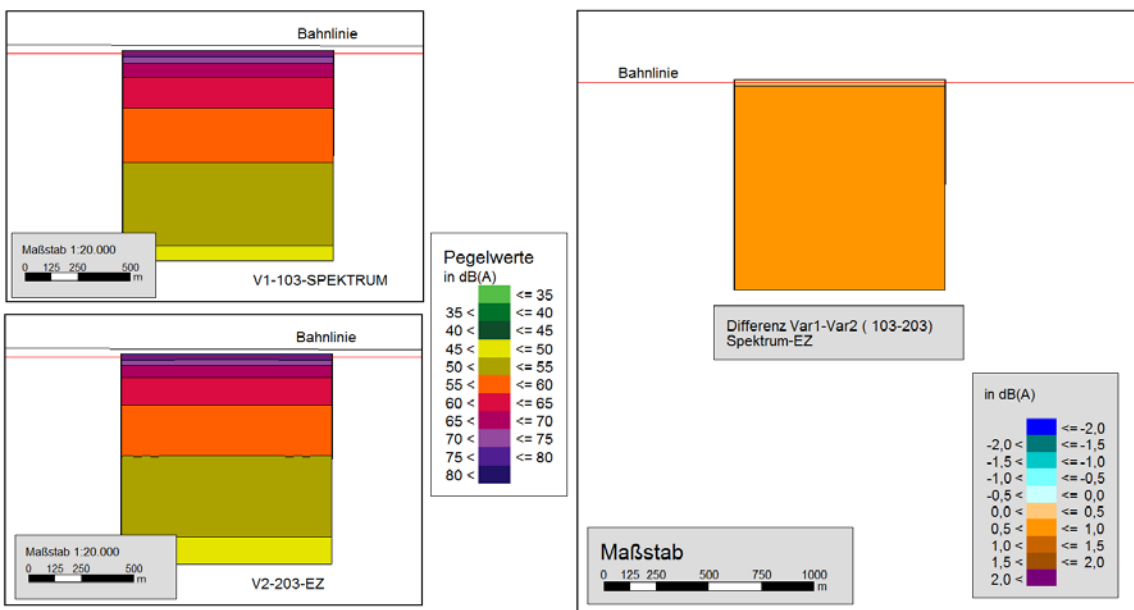 Bahnlinie
Maßstab 1:20.000
0 125 250 500
m
V1-103-SPEKTRUM
Bahnlinie
Maßstab 1:20.000
0 125 250 500
m
V2-203-EZ
Pegelwerte
in dB(A)
<= 35
35 < <= 40
40 < <= 45
45 < <= 50
50 < <= 55
55 < <= 60
60 < <= 65
65 < <= 70
70 < <= 75
75 < <= 80
80 <
Bahnlinie
Differenz Var1-Var2 ( 103-203)
Spektrum-EZ
in dB(A)
<= -2,0
-2,0 < <= -1,5
-1,5 < <= -1,0
-1,0 < <= -0,5
-0,5 < <= 0,0
0,0 < <= 0,5
0,5 < <= 1,0
1,0 < <= 1,5
1,5 < <= 2,0
2,0 <
Maßstab
0 125 250 500 750 1000
m